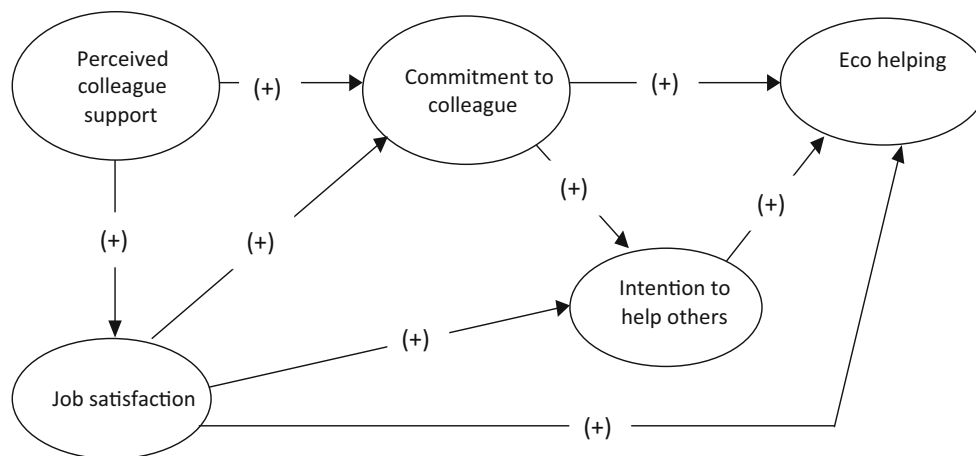 Perceived
colleague
support
(+)
Commitment to
colleague
(+)
Eco helping
(+)
(+)
(+)
(+)
Intention to
help others
(+)
Job satisfaction
(+)